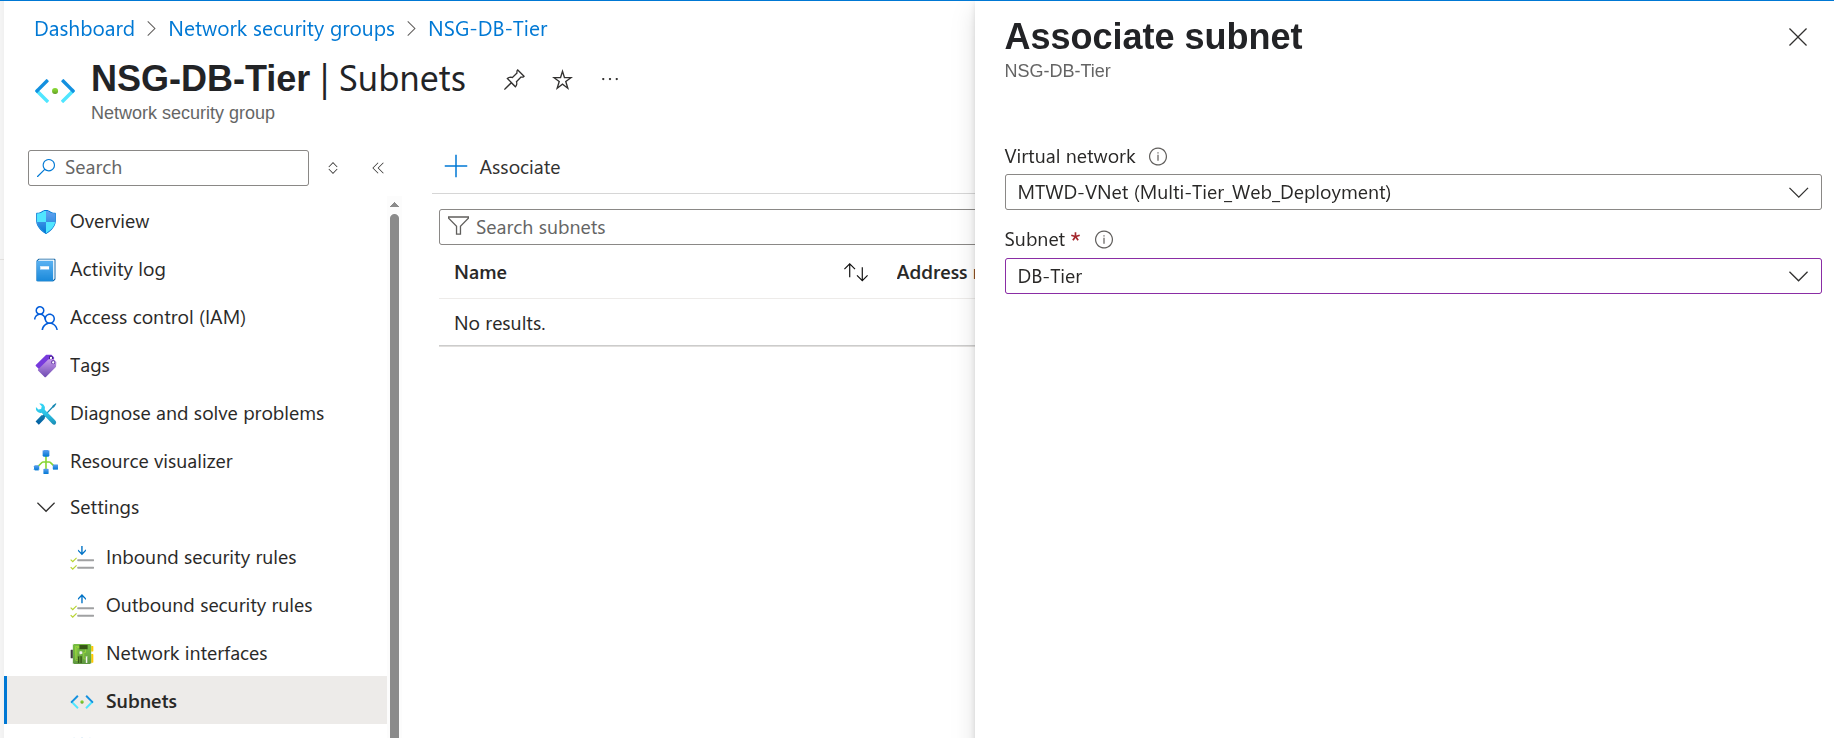 Dashboard > Network security groups > NSG-DB-Tier
NSG-DB-Tier | Subnets
Network security group
Search
Overview
Activity log
Access control (IAM)
Tags
Diagnose and solve problems
Resource visualizer
Settings
Inbound security rules
Outbound security rules
Network interfaces
Subnets
Associate
Search subnets
Name Address
No results.
Associate subnet
NSG-DB-Tier
Virtual network
MTWD-VNet (Multi-Tier_Web_Deployment)
Subnet *
DB-Tier